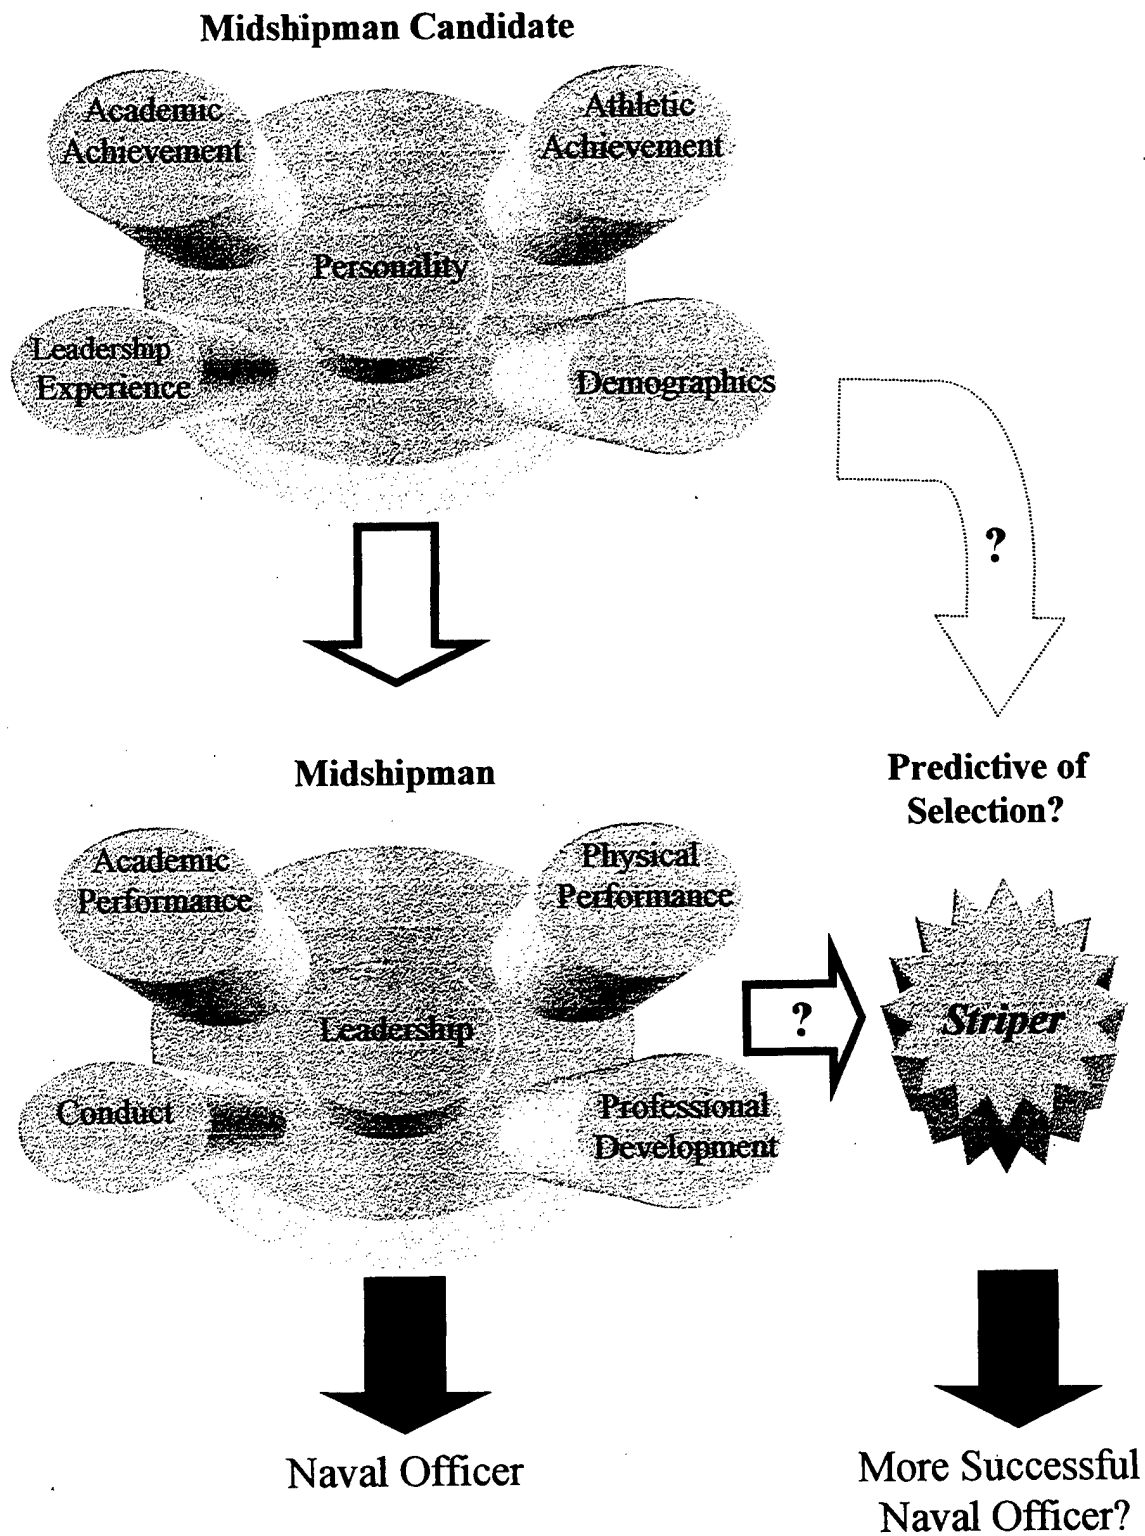 Midshipman Candidate
Academic
Achievement
Athletic
Achievement
Personality
Leadership
Experience
Demographics
?
Midshipman
Predictive of
Selection?
Academic
Performance
Physical
Performance
Leadership
?
Striper
Conduct
Professional
Development
Naval Officer
More Successful
Naval Officer?